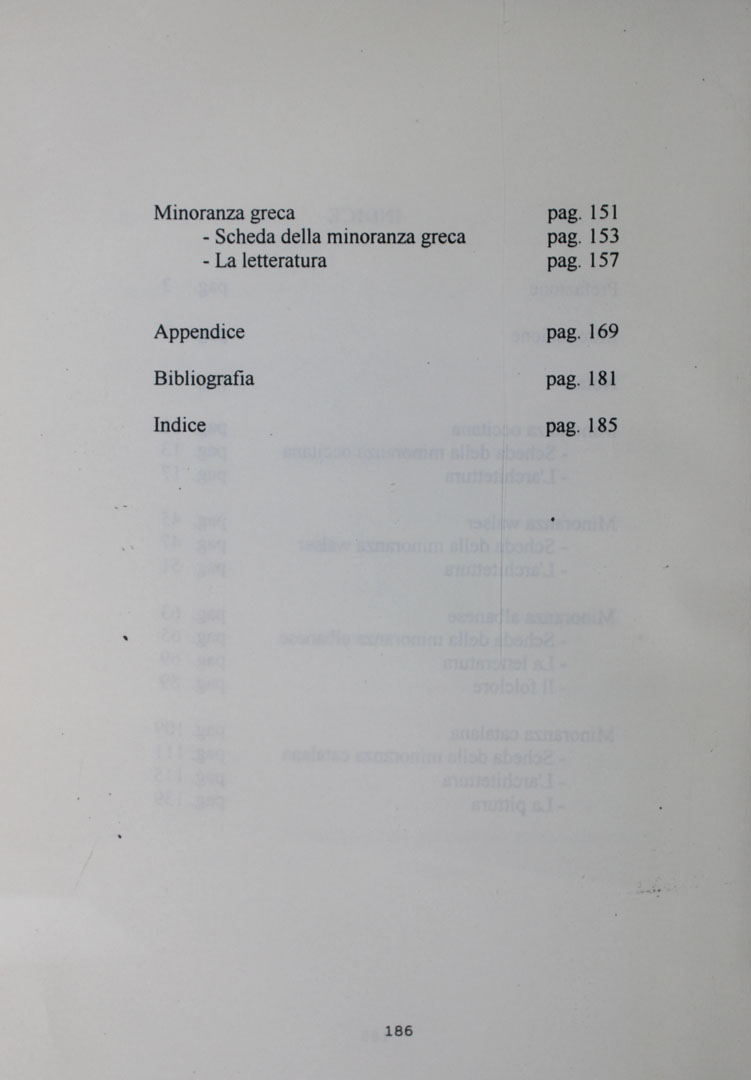 Minoranza greca pag. 151
- Scheda della minoranza greca pag. 153
- La letteratura pag. 157
Appendice pag. 169
Bibliografia pag. 181
Indice pag. 185
186